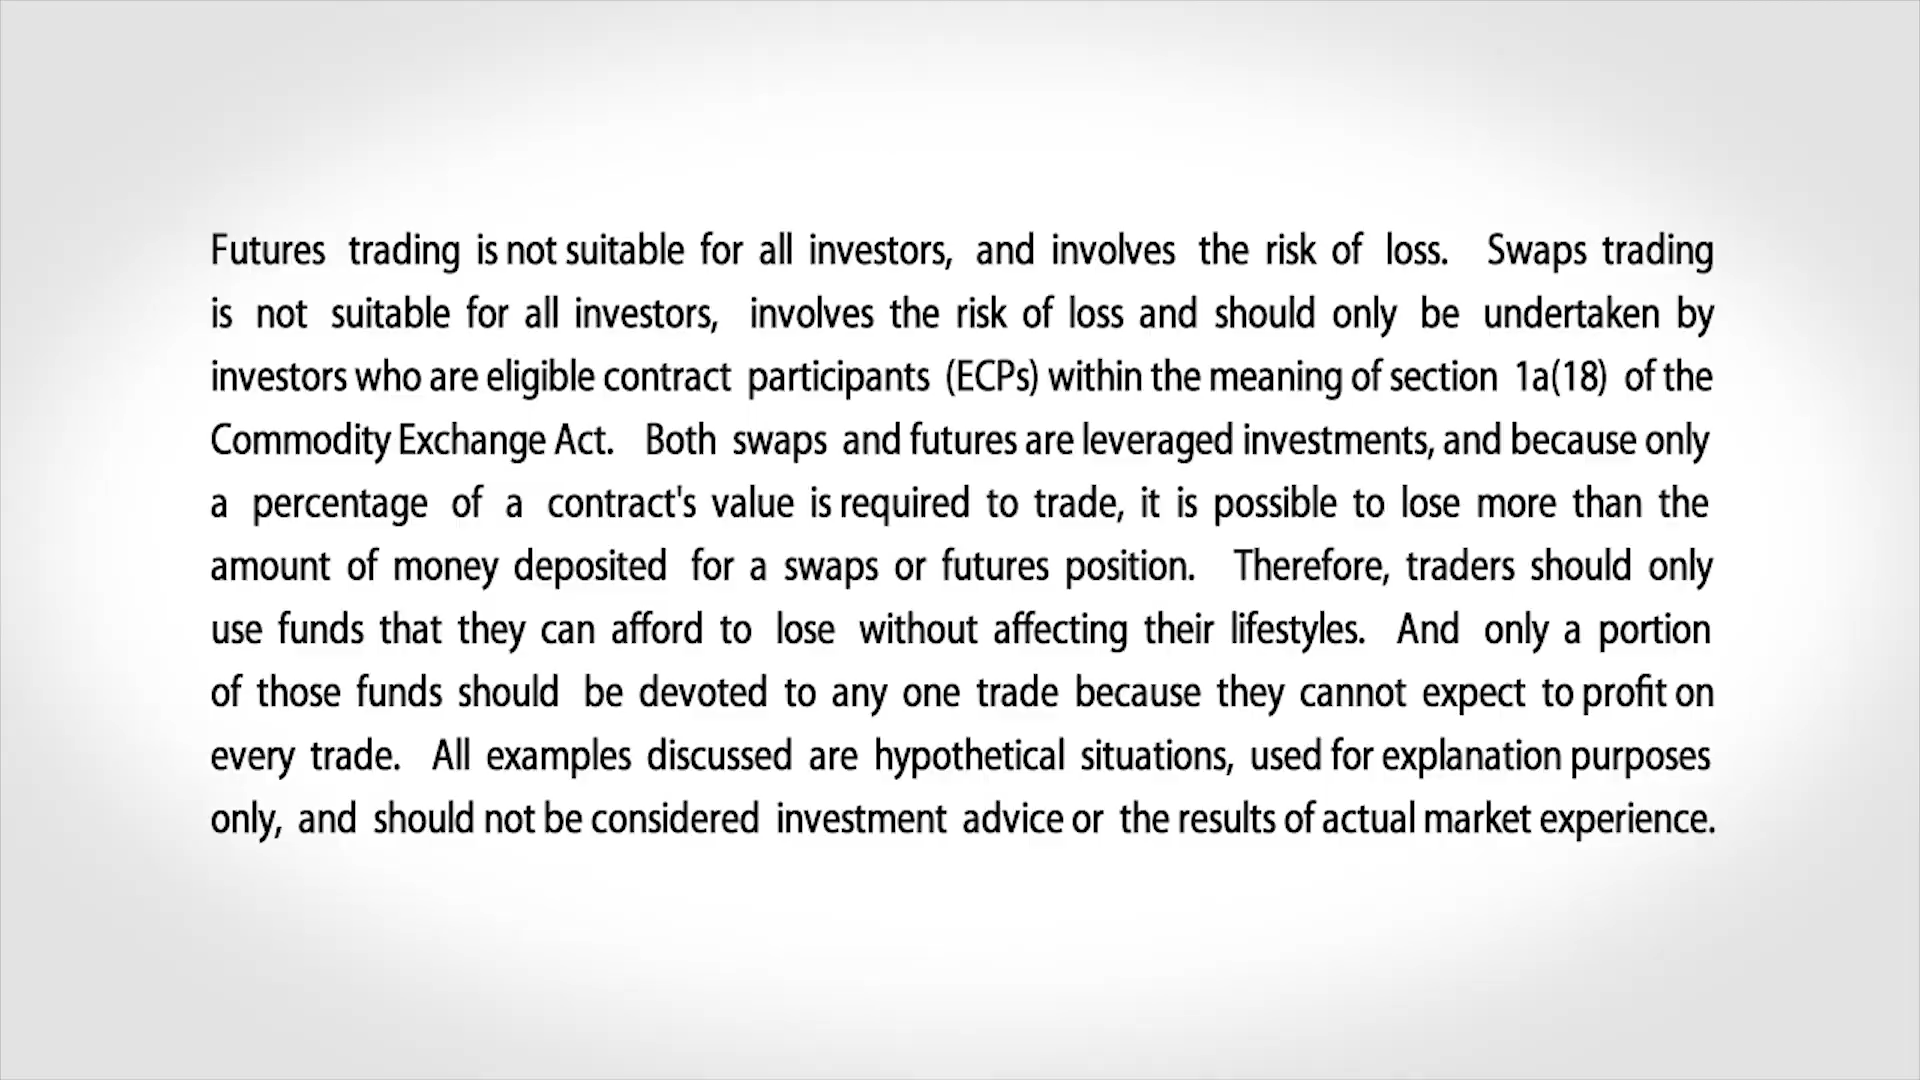 Futures trading is not suitable for all investors, and involves the risk of loss. Swaps trading
is not suitable for all investors, involves the risk of loss and should only be undertaken by
investors who are eligible contract participants (ECPs) within the meaning of section 1a(18) of the
Commodity Exchange Act. Both swaps and futures are leveraged investments, and because only
a percentage of a contract's value is required to trade, it is possible to lose more than the
amount of money deposited for a swaps or futures position. Therefore, traders should only
use funds that they can afford to lose without affecting their lifestyles. And only a portion
of those funds should be devoted to any one trade because they cannot expect to profit on
every trade. All examples discussed are hypothetical situations, used for explanation purposes
only, and should not be considered investment advice or the results of actual market experience.